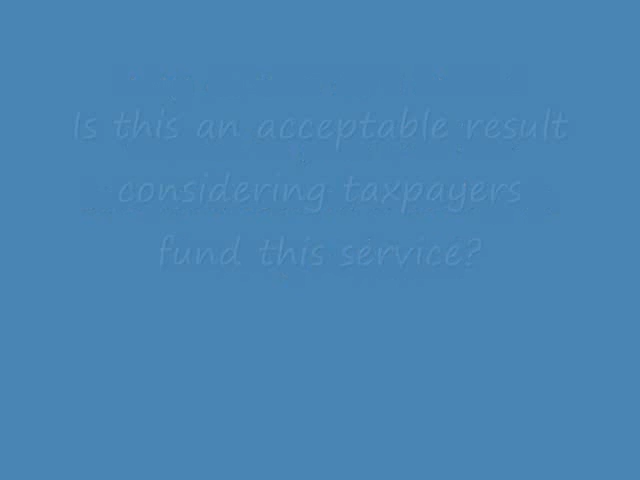 Is this an acceptable result
considering taxpayers
fund this service?